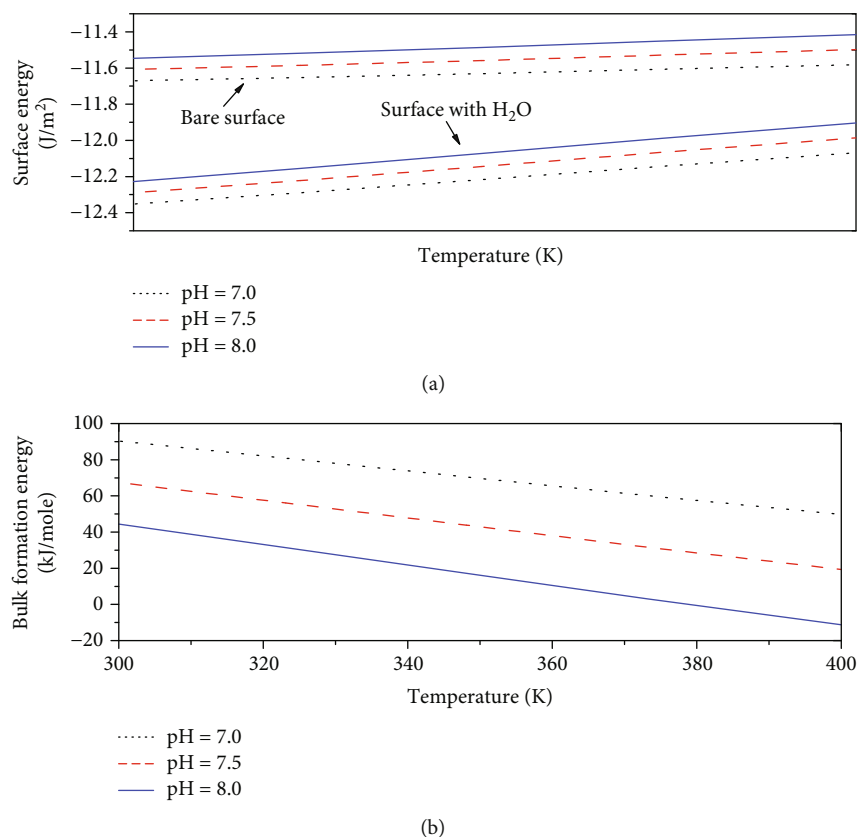 −11.4
−11.6
−11.8
−12.0
−12.2
−12.4
Surface energy
(J/m²)
Bare surface
Surface with H₂O
Temperature (K)
pH = 7.0
pH = 7.5
pH = 8.0
(a)
100
80
60
40
20
0
−20
Bulk formation energy
(kJ/mole)
300 320 340 360 380 400
Temperature (K)
pH = 7.0
pH = 7.5
pH = 8.0
(b)